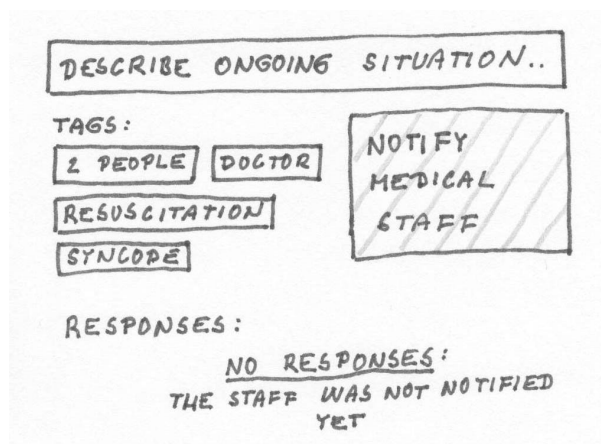 DESCRIBE ONGOING SITUATION..
TAGS:
2 PEOPLE
DOCTOR
RESUSCITATION
SYNCOPE
NOTIFY
MEDICAL
STAFF
RESPONSES:
NO RESPONSES:
THE STAFF WAS NOT NOTIFIED
YET